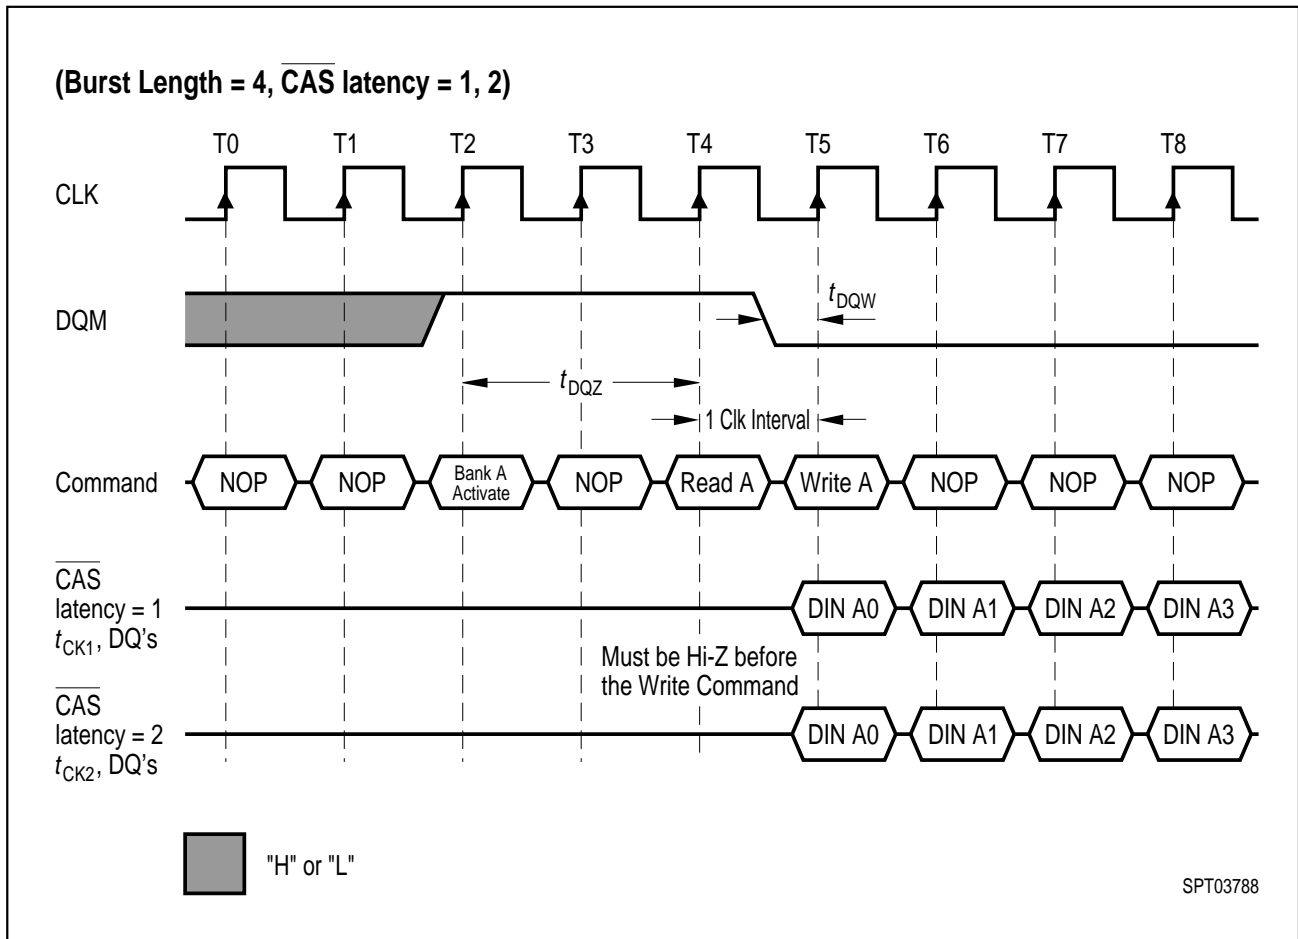 (Burst Length = 4, CAS latency = 1, 2)
T0 T1 T2 T3 T4 T5 T6 T7 T8
CLK
DQM
tDQW
tDQZ
1 Clk Interval
Command NOP NOP Bank A Activate NOP Read A Write A NOP NOP NOP
CAS
latency = 1 DIN A0 DIN A1 DIN A2 DIN A3
tCK1, DQ's
Must be Hi-Z before
the Write Command
CAS
latency = 2 DIN A0 DIN A1 DIN A2 DIN A3
tCK2, DQ's
"H" or "L"
SPT03788